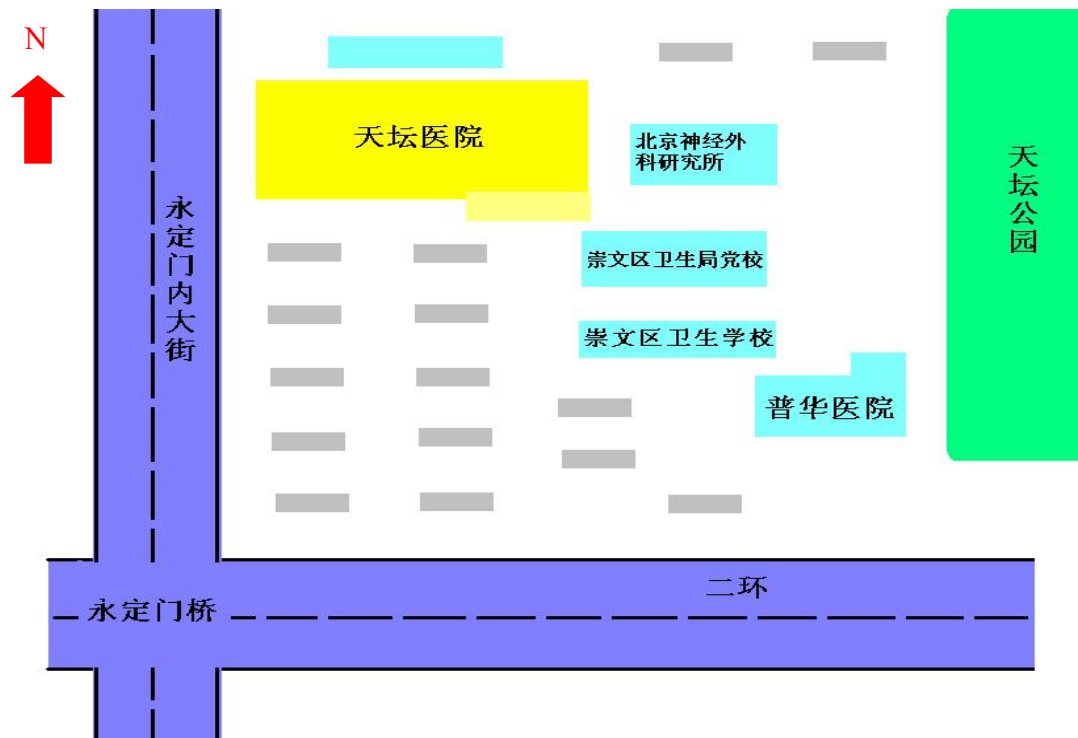 N
天坛医院
北京神经外
科研究所
天坛公园
永定门内大街
崇文区卫生局党校
崇文区卫生学校
普华医院
二环
永定门桥